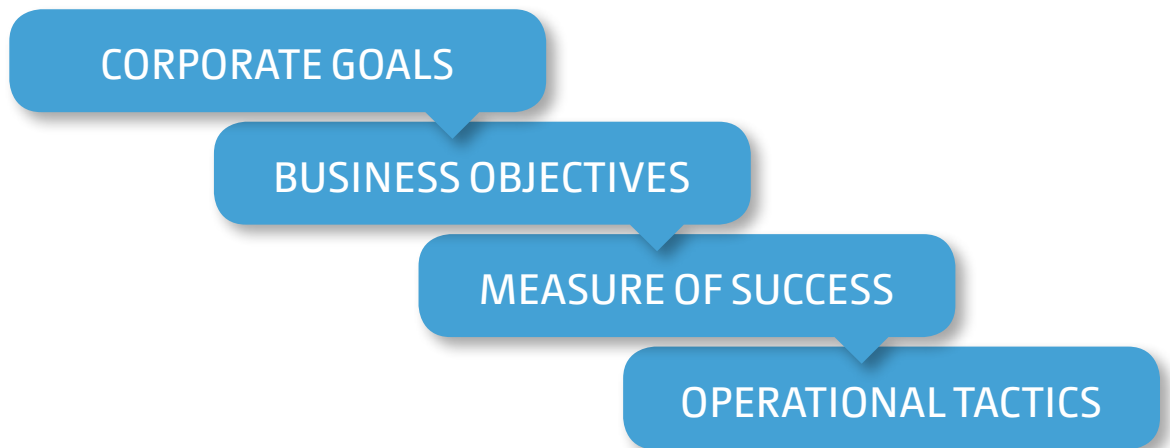 CORPORATE GOALS
BUSINESS OBJECTIVES
MEASURE OF SUCCESS
OPERATIONAL TACTICS